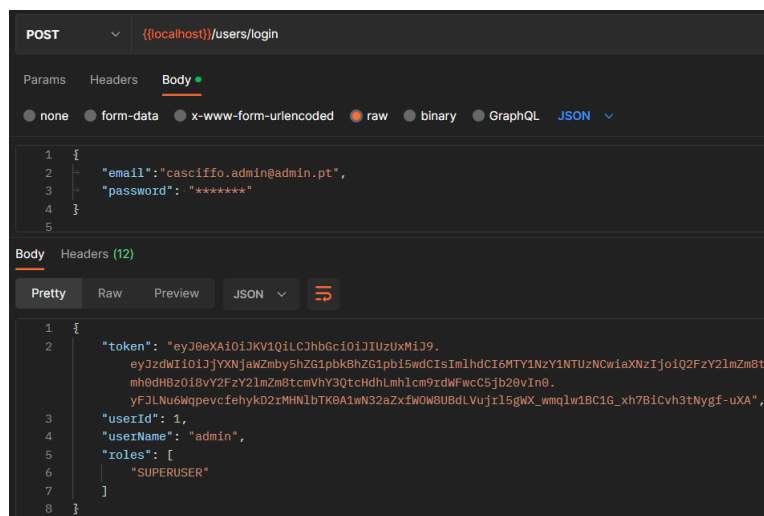 POST {{localhost}}/users/login
Params Headers Body
none form-data x-www-form-urlencoded raw binary GraphQL JSON
1 {
2 "email":"casciffo.admin@admin.pt",
3 "password": "*******"
4 }
5
Body Headers (12)
Pretty Raw Preview JSON
1 {
2 "token": "eyJ0eXAiOiJKV1QiLCJhbGciOiJIUzUxMiJ9.
eyJzdWIiOiJjYXNjaWZmby5hZG1pbkBhZG1pbi5wdCIsImlhdCI6MTY1NzY1NTUzNCwiaXNzIjoiQ2FzY2lmZm8t
mh0dHBzOi8vY2FzY2lmZm8tcmVhY3QtcHdhLmhlcm9rdWFwcC5jb20vIn0.
yFJLNu6WqpevcfehykD2rMHNlbTK0A1wN32aZxfWOW8UBdLVujrl5gWX_wmqlw1BC1G_xh7BiCvh3tNygf-uXA",
3 "userId": 1,
4 "userName": "admin",
5 "roles": [
6 "SUPERUSER"
7 ]
8 }